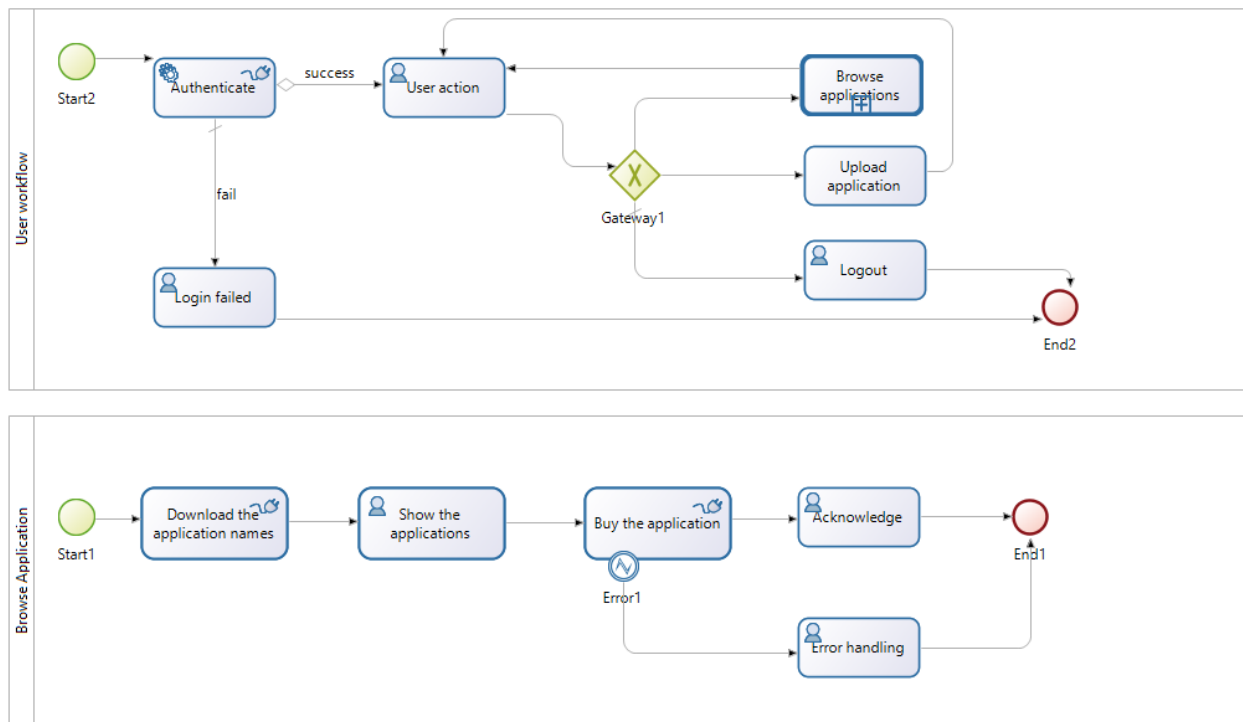 User workflow
Start2
Authenticate
success
User action
Browse
applications
Upload
application
Gateway1
fail
Login failed
Logout
End2
Browse Application
Start1
Download the
application names
Show the
applications
Buy the application
Acknowledge
End1
Error1
Error handling